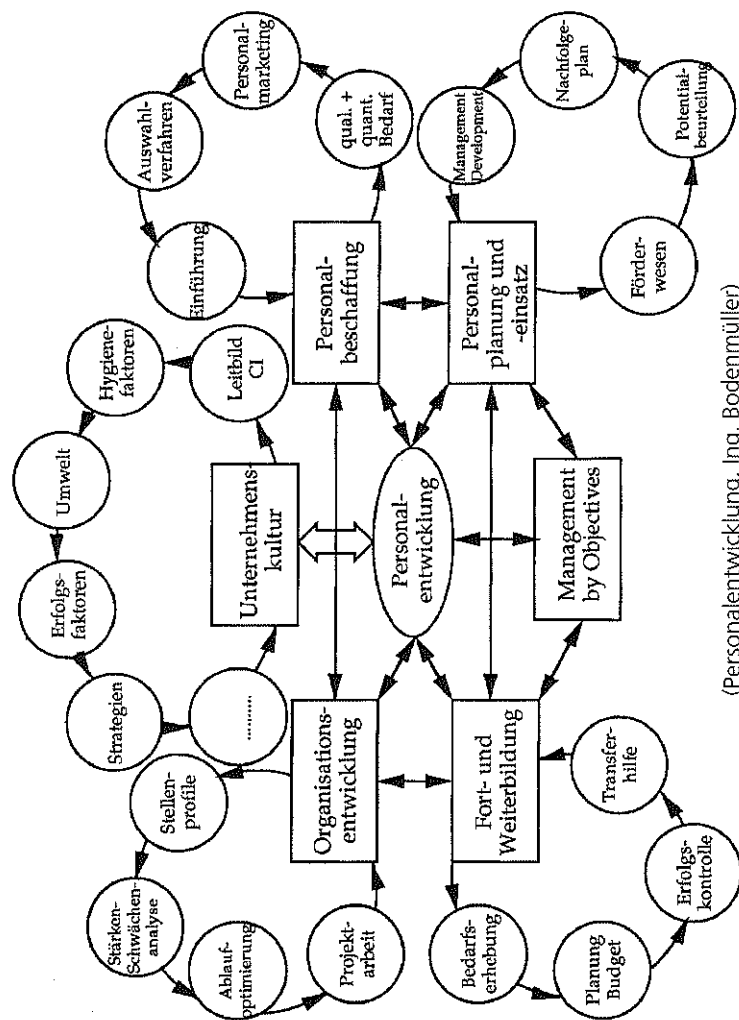 Hygiene-
faktoren
Umwelt
Erfolgs-
faktoren
Strategien
..........
Leitbild
CI
Unternehmens-
kultur
Stellen-
profile
Stärken-
Schwächen-
analyse
Ablauf-
optimierung
Projekt-
arbeit
Organisations-
entwicklung
Einführung
Auswahl-
verfahren
Personal-
marketing
qual. +
quant.
Bedarf
Personal-
beschaffung
Personal-
entwicklung
Fort- und
Weiterbildung
Bedarfs-
erhebung
Planung
Budget
Erfolgs-
kontrolle
Transfer-
hilfe
Management
by Objectives
Personal-
planung und
-einsatz
Management
Development
Nachfolge-
plan
Potential-
beurteilung
Förder-
wesen
(Personalentwicklung, Ing. Bodenmüller)